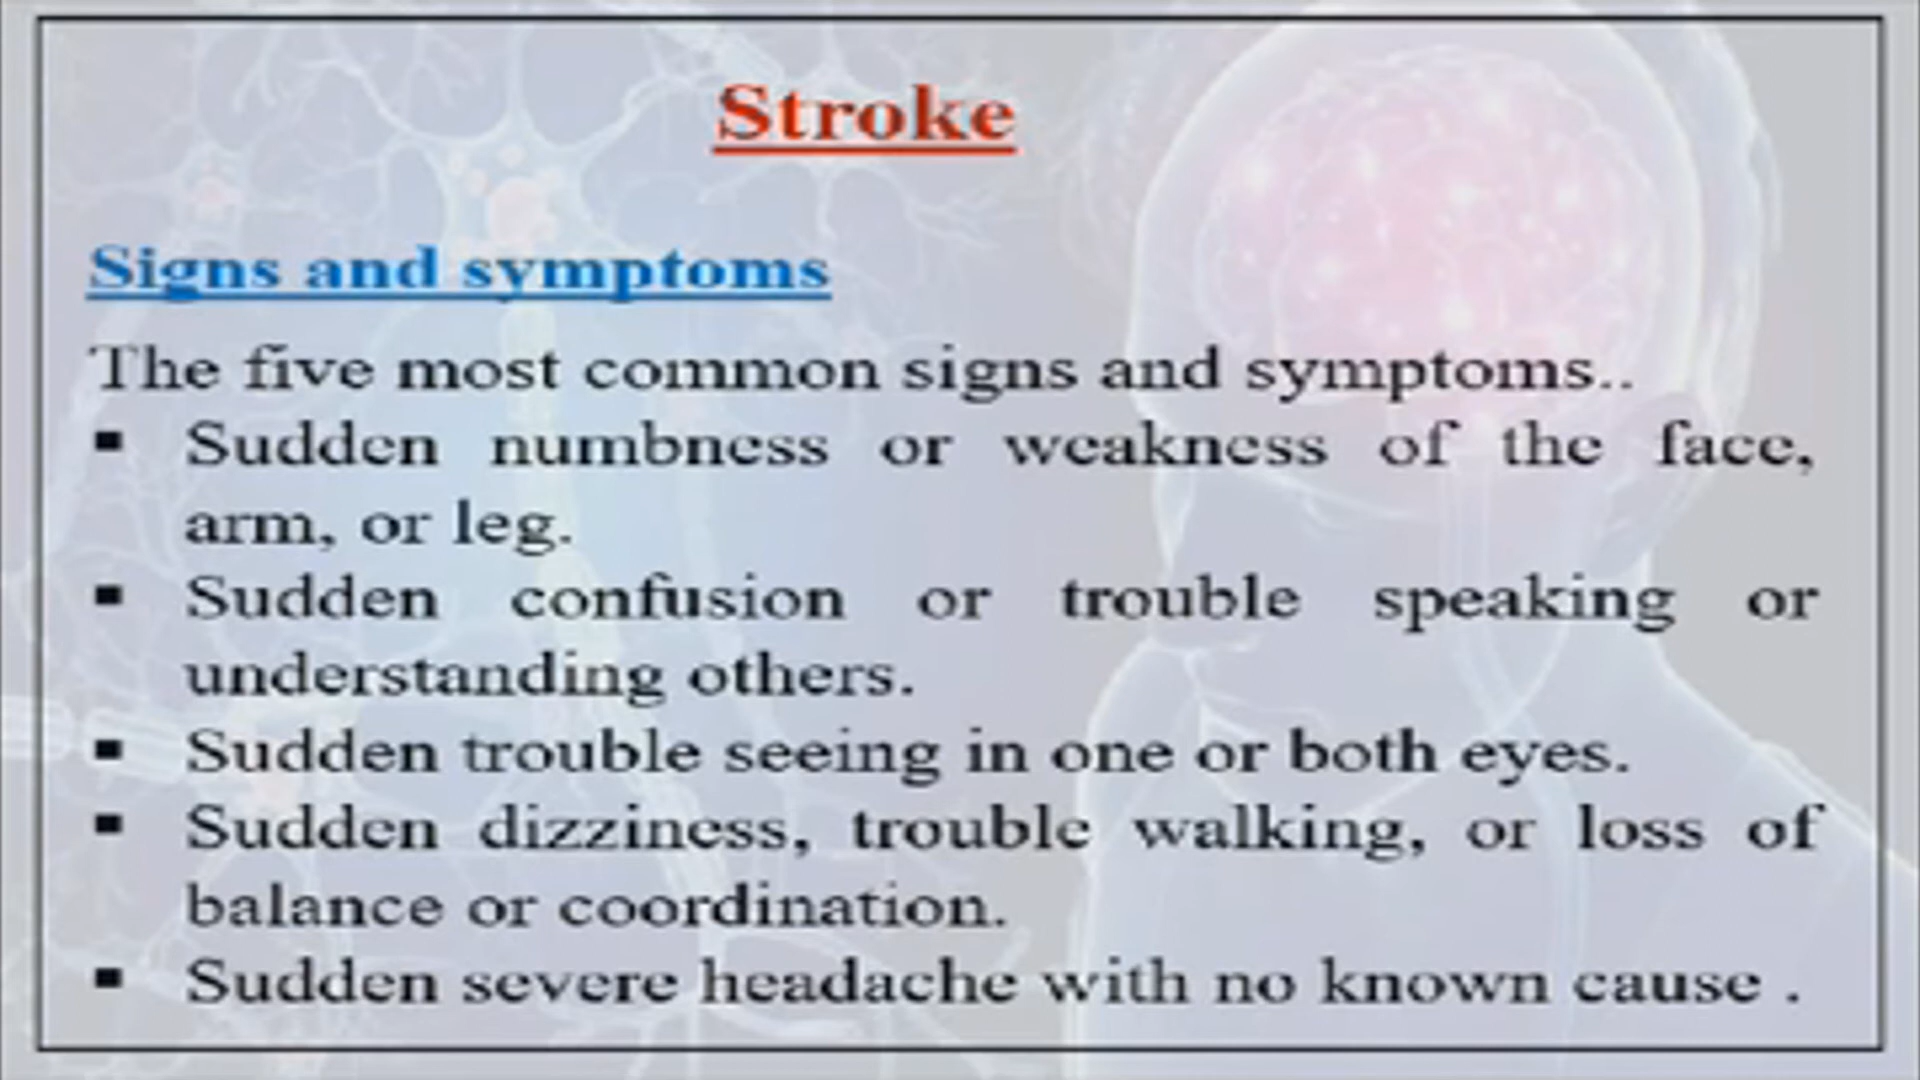 Stroke
Signs and symptoms
The five most common signs and symptoms..
▪ Sudden numbness or weakness of the face,
arm, or leg.
▪ Sudden confusion or trouble speaking or
understanding others.
▪ Sudden trouble seeing in one or both eyes.
▪ Sudden dizziness, trouble walking, or loss of
balance or coordination.
▪ Sudden severe headache with no known cause .